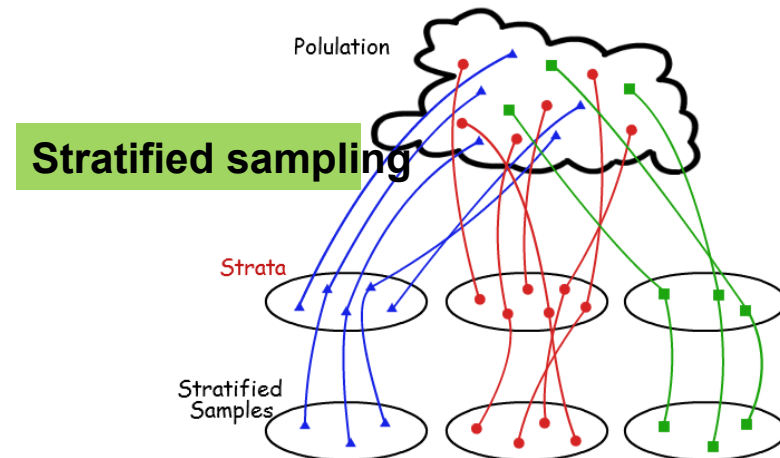 Polulation
Stratified sampling
Strata
Stratified
Samples